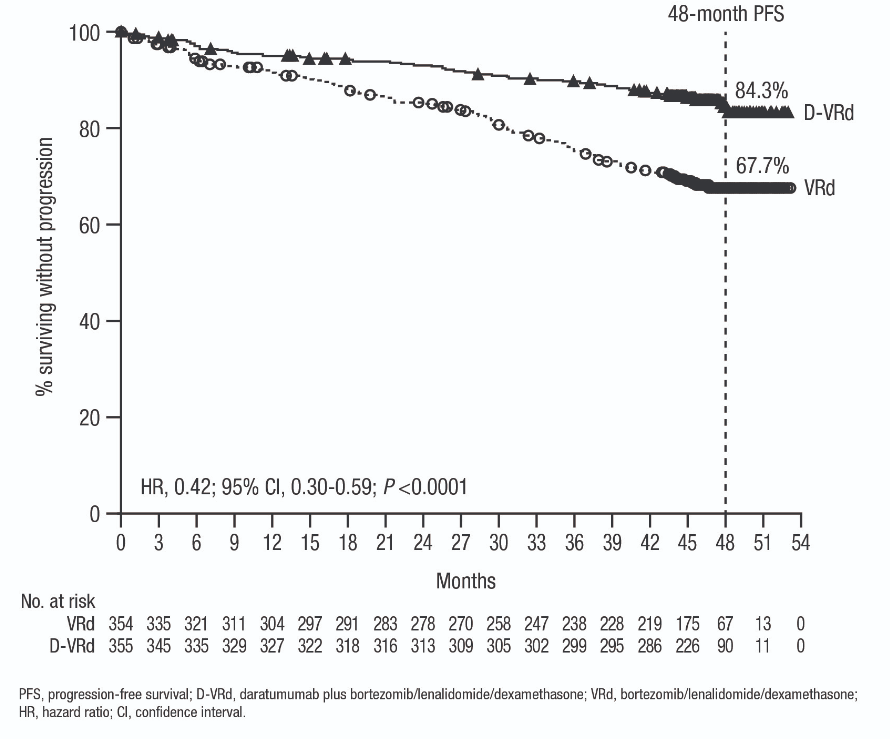 48-month PFS
100
80
60
40
20
0
% surviving without progression
84.3%
D-VRd
67.7%
VRd
HR, 0.42; 95% CI, 0.30-0.59; P <0.0001
0 3 6 9 12 15 18 21 24 27 30 33 36 39 42 45 48 51 54
Months
No. at risk
VRd 354 335 321 311 304 297 291 283 278 270 258 247 238 228 219 175 67 13 0
D-VRd 355 345 335 329 327 322 318 316 313 309 305 302 299 295 286 226 90 11 0
PFS, progression-free survival; D-VRd, daratumumab plus bortezomib/lenalidomide/dexamethasone; VRd, bortezomib/lenalidomide/dexamethasone;
HR, hazard ratio; CI, confidence interval.